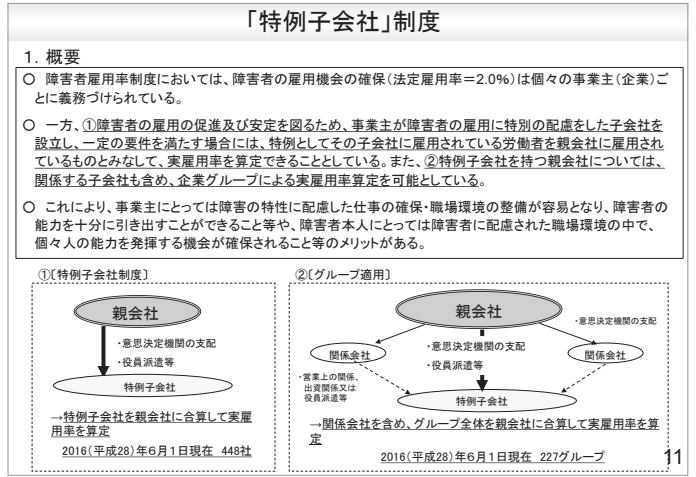 「特例子会社」制度
1．概要
○ 障害者雇用率制度においては、障害者の雇用機会の確保(法定雇用率＝2.0%)は個々の事業主(企業)ご
とに義務づけられている。
○ 一方、①障害者の雇用の促進及び安定を図るため、事業主が障害者の雇用に特別の配慮をした子会社を
設立し、一定の要件を満たす場合には、特例としてその子会社に雇用されている労働者を親会社に雇用され
ているものとみなして、実雇用率を算定できることとしている。また、②特例子会社を持つ親会社については、
関係する子会社も含め、企業グループによる実雇用率算定を可能としている。
○ これにより、事業主にとっては障害の特性に配慮した仕事の確保・職場環境の整備が容易となり、障害者の
能力を十分に引き出すことができること等や、障害者本人にとっては障害者に配慮された職場環境の中で、
個々人の能力を発揮する機会が確保されること等のメリットがある。
①〔特例子会社制度〕
親会社
・意思決定機関の支配
・役員派遣等
特例子会社
→特例子会社を親会社に合算して実雇
用率を算定
2016(平成28)年6月1日現在 448社
②〔グループ適用〕
親会社
・意思決定機関の支配
関係会社
・意思決定機関の支配
・役員派遣等
関係会社
・営業上の関係、
出資関係又は
役員派遣等
特例子会社
→関係会社を含め、グループ全体を親会社に合算して実雇用率を算
定
2016(平成28)年6月1日現在 227グループ
11